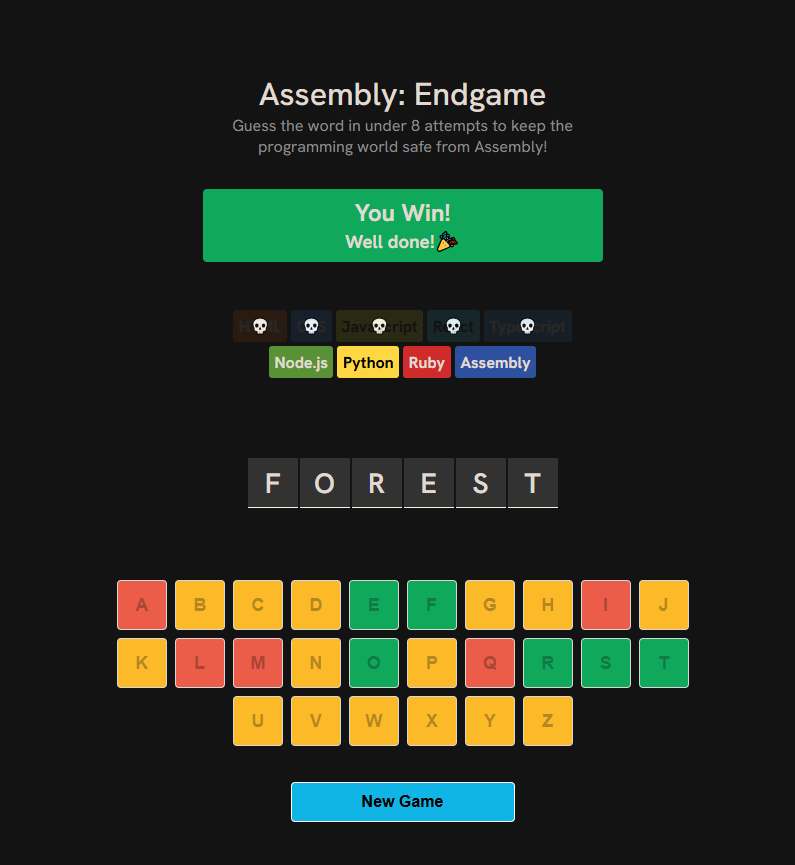 Assembly: Endgame
Guess the word in under 8 attempts to keep the
programming world safe from Assembly!
You Win!
Well done!🎉
HTML CSS JavaScript React TypeScript
Node.js Python Ruby Assembly
F O R E S T
A B C D E F G H I J
K L M N O P Q R S T
U V W X Y Z
New Game